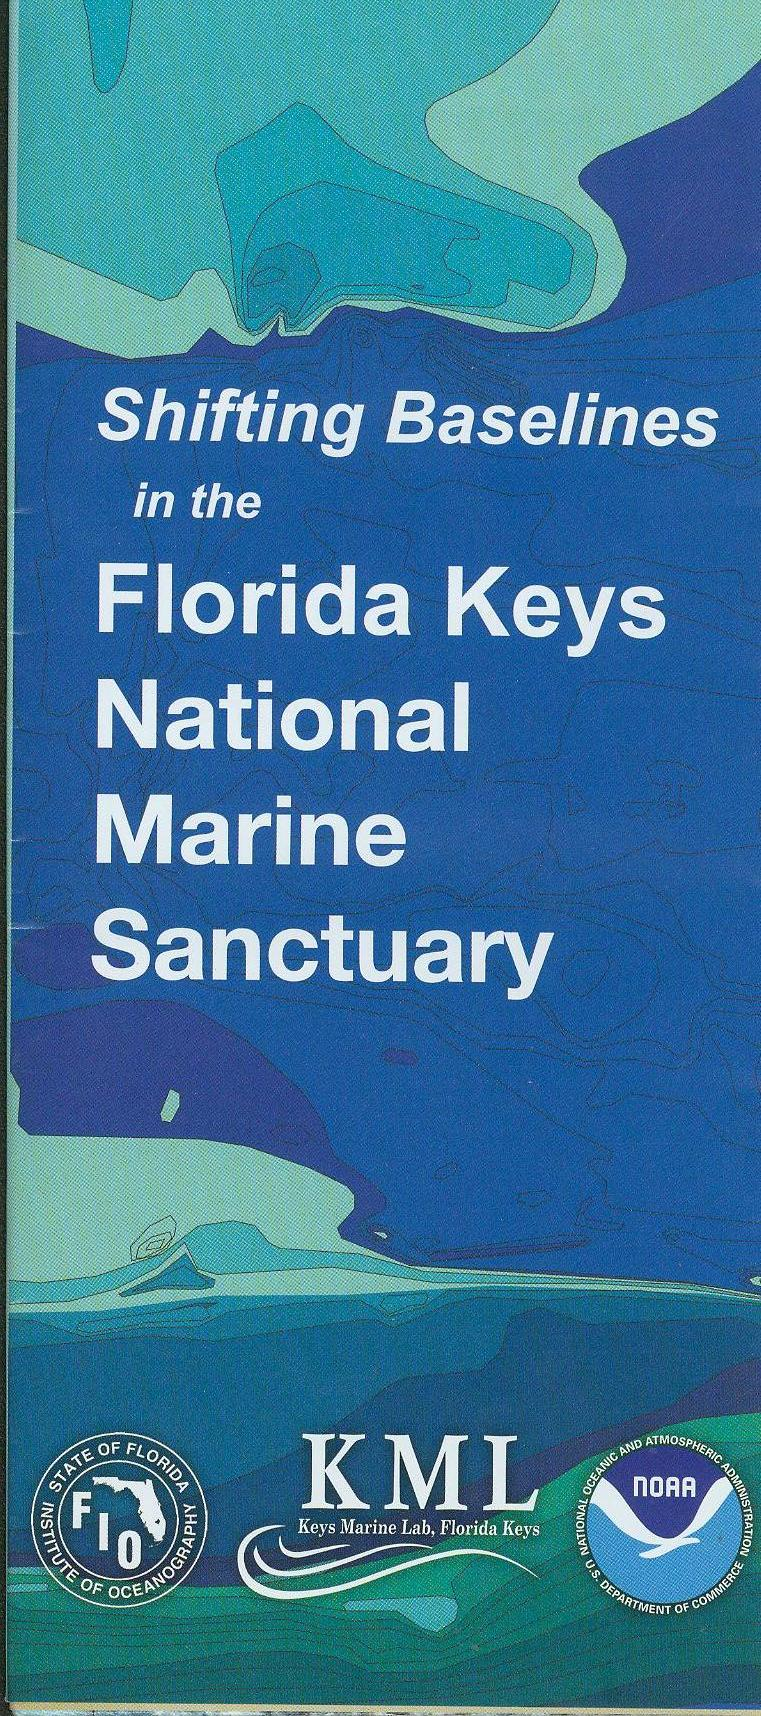 Shifting Baselines
in the
Florida Keys
National
Marine
Sanctuary
STATE OF FLORIDA
FIO
INSTITUTE OF OCEANOGRAPHY
KML
Keys Marine Lab, Florida Keys
NATIONAL OCEANIC AND ATMOSPHERIC ADMINISTRATION
NOAA
U.S. DEPARTMENT OF COMMERCE